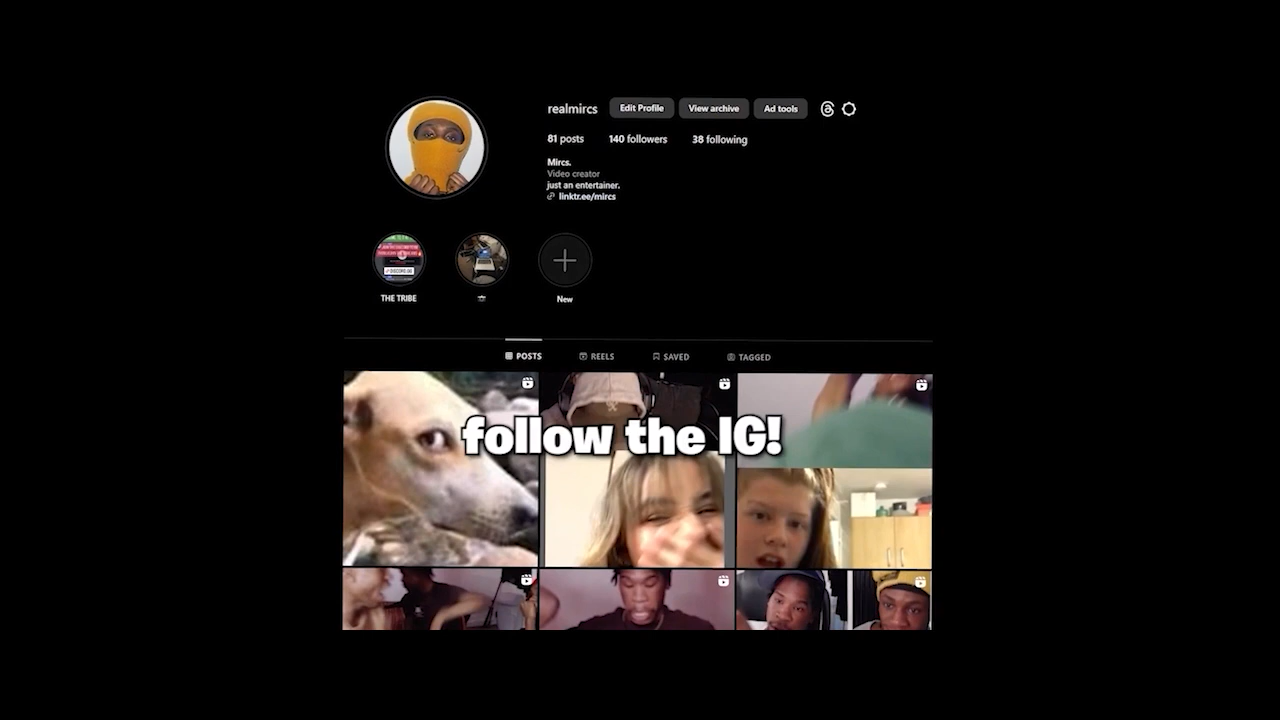 realmircs Edit Profile View archive Ad tools
81 posts 140 followers 38 following
Mircs.
Video creator
just an entertainer.
linktr.ee/mircs
THE TRIBE
New
POSTS REELS SAVED TAGGED
follow the IG!